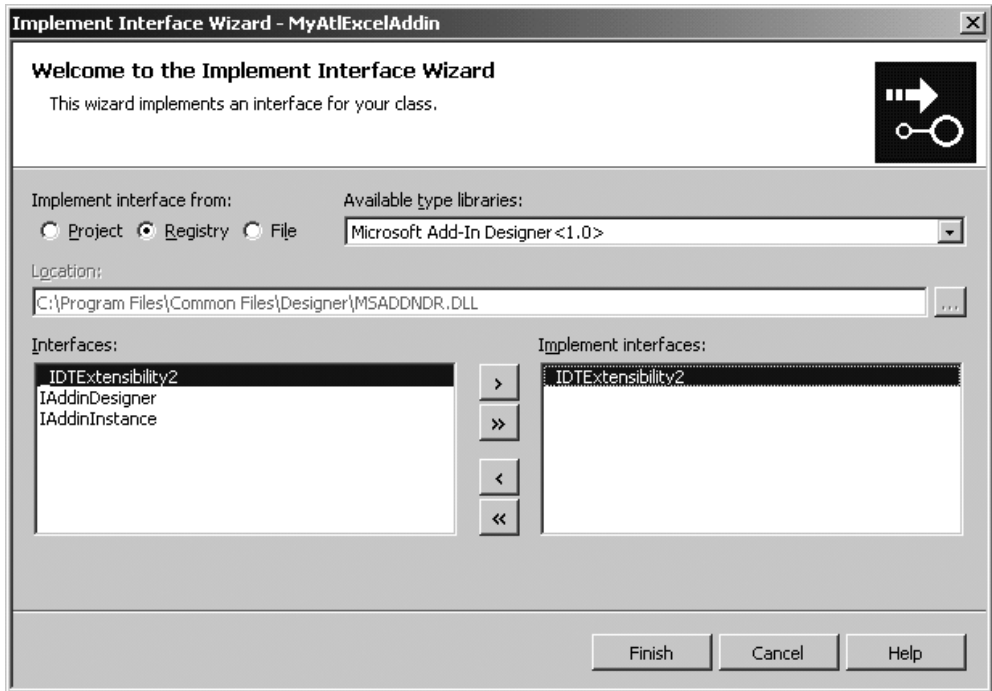 Implement Interface Wizard - MyAtlExcelAddin
Welcome to the Implement Interface Wizard
This wizard implements an interface for your class.
Implement interface from:
Available type libraries:
Project Registry File
Microsoft Add-In Designer<1.0>
Location:
C:\Program Files\Common Files\Designer\MSADDNDR.DLL
...
Interfaces:
Implement interfaces:
_IDTExtensibility2
IAddinDesigner
IAddinInstance
>
>>
<
<<
_IDTExtensibility2
Finish Cancel Help